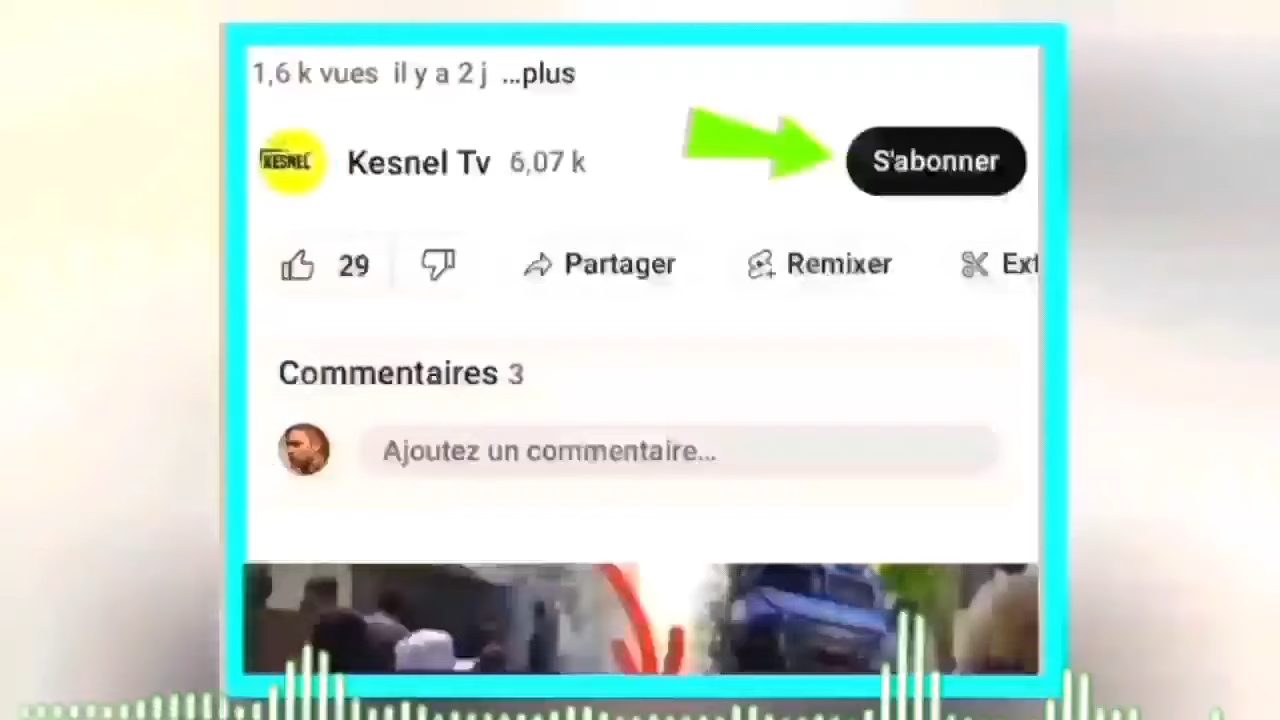 1,6 k vues il y a 2 j ...plus
KESNEL
Kesnel Tv 6,07 k
S'abonner
29
Partager
Remixer
Ext
Commentaires 3
Ajoutez un commentaire...